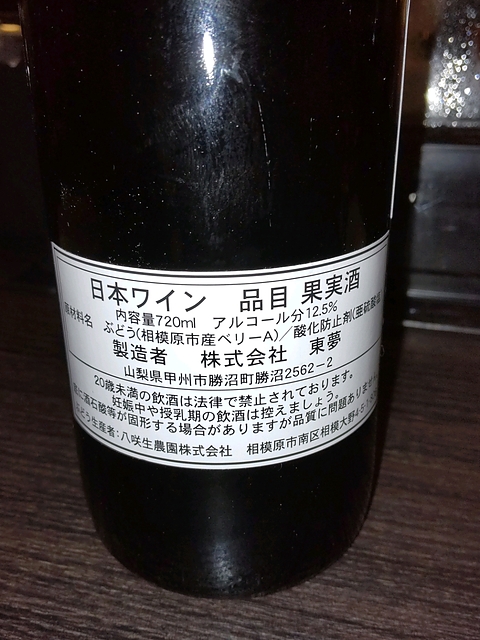 日本ワイン 品目 果実酒
内容量720ml アルコール分12.5%
原材料名 ぶどう(相模原市産ベリーA)/酸化防止剤(亜硫酸塩)
製造者 株式会社 東夢
山梨県甲州市勝沼町勝沼2562-2
20歳未満の飲酒は法律で禁止されております。
妊娠中や授乳期の飲酒は控えましょう。
酒石酸等が固形する場合がありますが品質に問題ありませ
ぶどう生産者:八咲生農園株式会社 相模原市南区相模大野4-5-